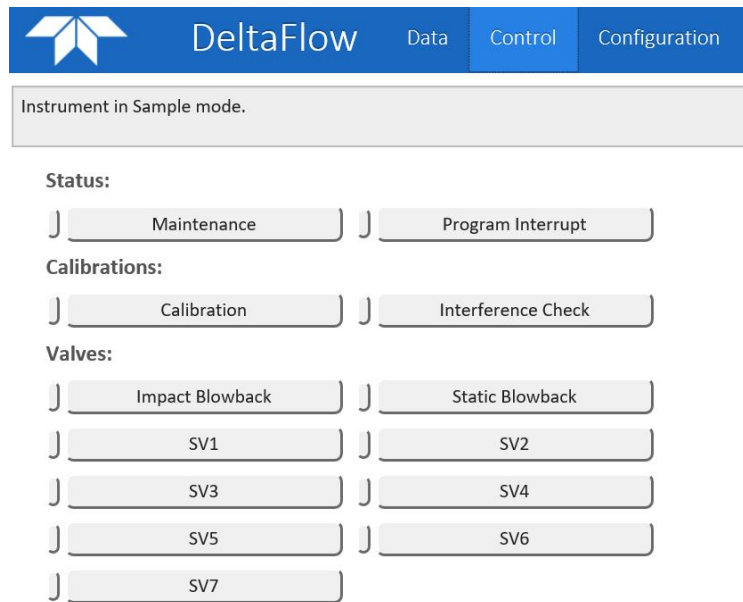 DeltaFlow Data Control Configuration
Instrument in Sample mode.
Status:
Maintenance Program Interrupt
Calibrations:
Calibration Interference Check
Valves:
Impact Blowback Static Blowback
SV1 SV2
SV3 SV4
SV5 SV6
SV7